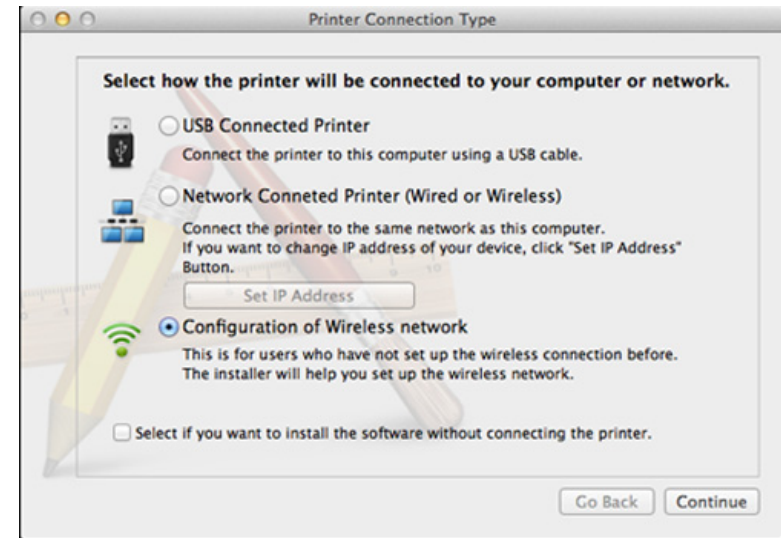 Printer Connection Type
Select how the printer will be connected to your computer or network.
USB Connected Printer
Connect the printer to this computer using a USB cable.
Network Conneted Printer (Wired or Wireless)
Connect the printer to the same network as this computer.
If you want to change IP address of your device, click "Set IP Address"
Button.
Set IP Address
Configuration of Wireless network
This is for users who have not set up the wireless connection before.
The installer will help you set up the wireless network.
Select if you want to install the software without connecting the printer.
Go Back Continue